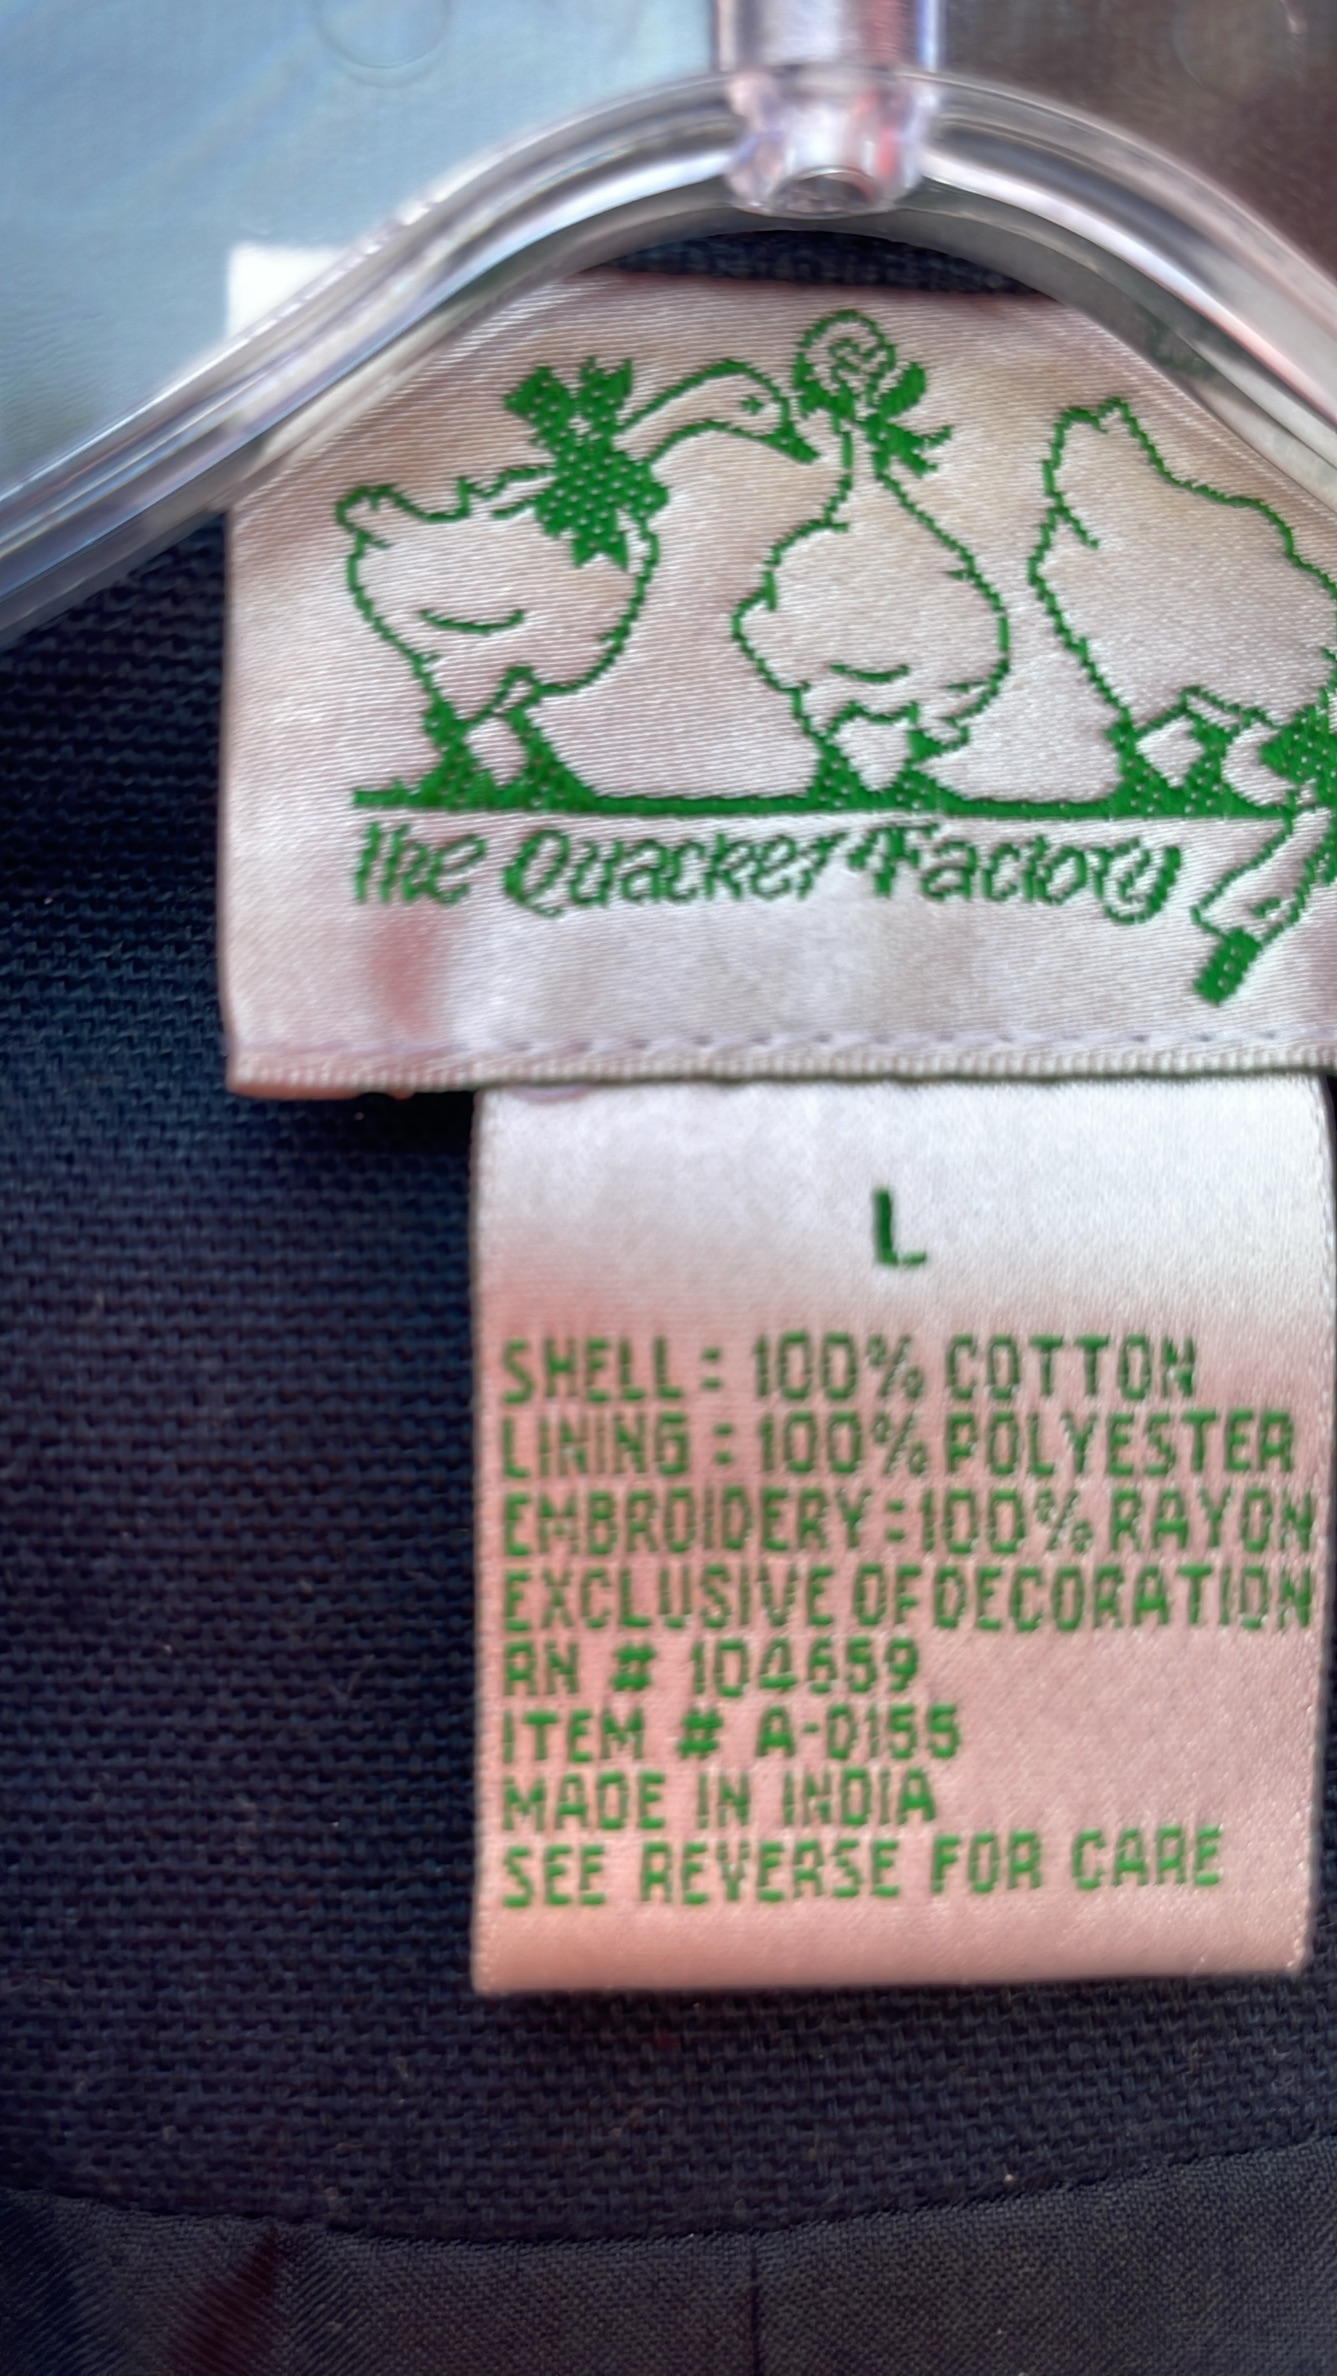 The Quacker Factory
L
SHELL : 100% COTTON
LINING : 100% POLYESTER
EMBROIDERY : 100% RAYON
EXCLUSIVE OF DECORATION
RN # 104659
ITEM # A-0155
MADE IN INDIA
SEE REVERSE FOR CARE